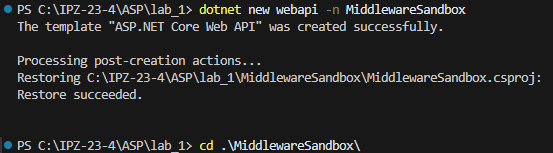 PS C:\IPZ-23-4\ASP\lab_1> dotnet new webapi -n MiddlewareSandbox
The template "ASP.NET Core Web API" was created successfully.
Processing post-creation actions...
Restoring C:\IPZ-23-4\ASP\lab_1\MiddlewareSandbox\MiddlewareSandbox.csproj:
Restore succeeded.
PS C:\IPZ-23-4\ASP\lab_1> cd .\MiddlewareSandbox\